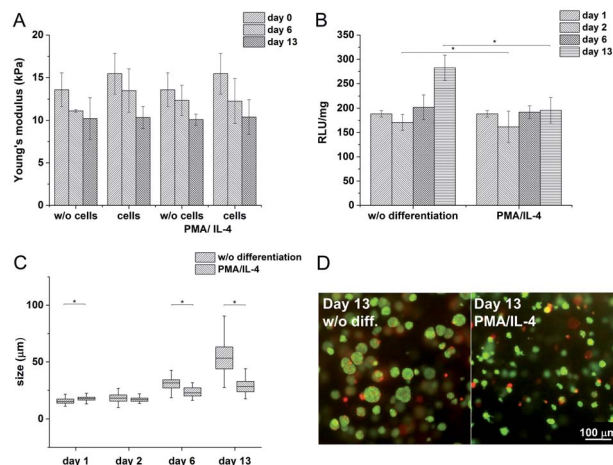 A
day 0
day 6
day 13
Young's modulus (kPa)
20
15
10
5
0
w/o cells
cells
w/o cells
cells
PMA/ IL-4
B
day 1
day 2
day 6
day 13
RLU/mg
350
300
250
200
150
100
50
0
*
*
w/o differentiation
PMA/IL-4
C
w/o differentiation
PMA/IL-4
size (μm)
100
50
0
*
*
*
day 1
day 2
day 6
day 13
D
Day 13
w/o diff.
Day 13
PMA/IL-4
100 μm